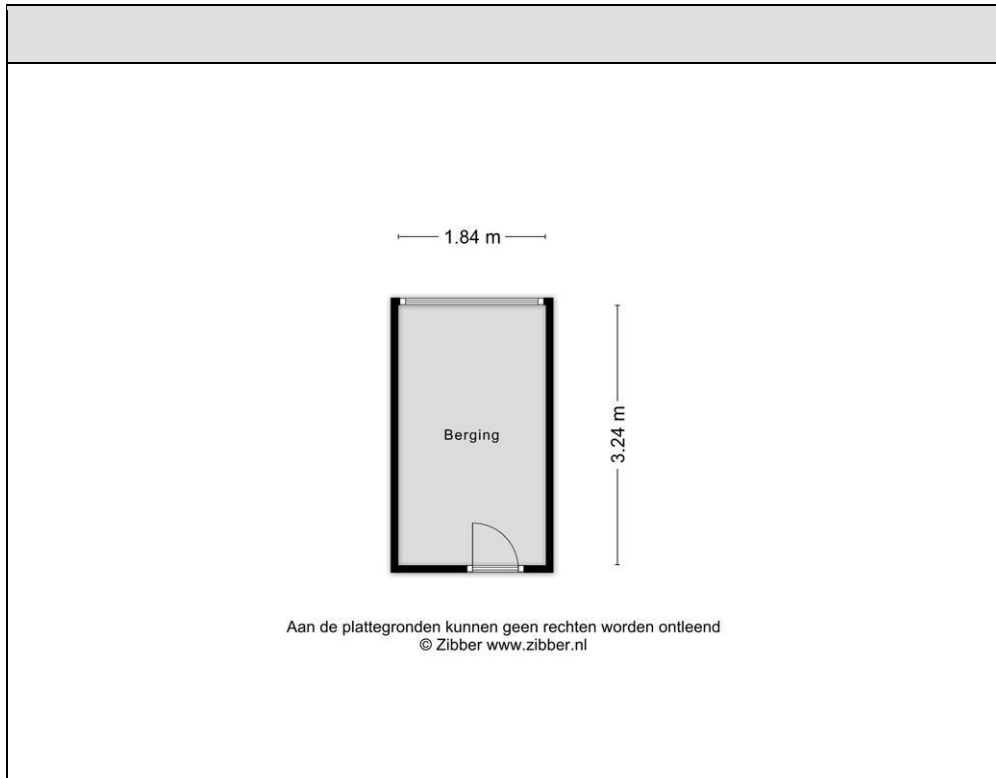 1.84 m
Berging
3.24 m
Aan de plattegronden kunnen geen rechten worden ontleend
© Zibber www.zibber.nl